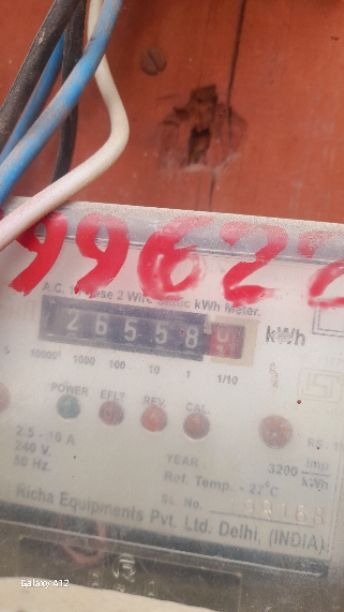 99622
A.C. 1 Phase 2 Wire Static kWh Meter.
26558 kWh
10000 1000 100 10 1 1/10
POWER EFLT REV. CAL.
2.5 - 10 A
240 V.
50 Hz.
YEAR
3200 imp/kWh
Ref. Temp. - 27°C
SL. No.
Richa Equipments Pvt. Ltd. Delhi, (INDIA)
Galaxy A12